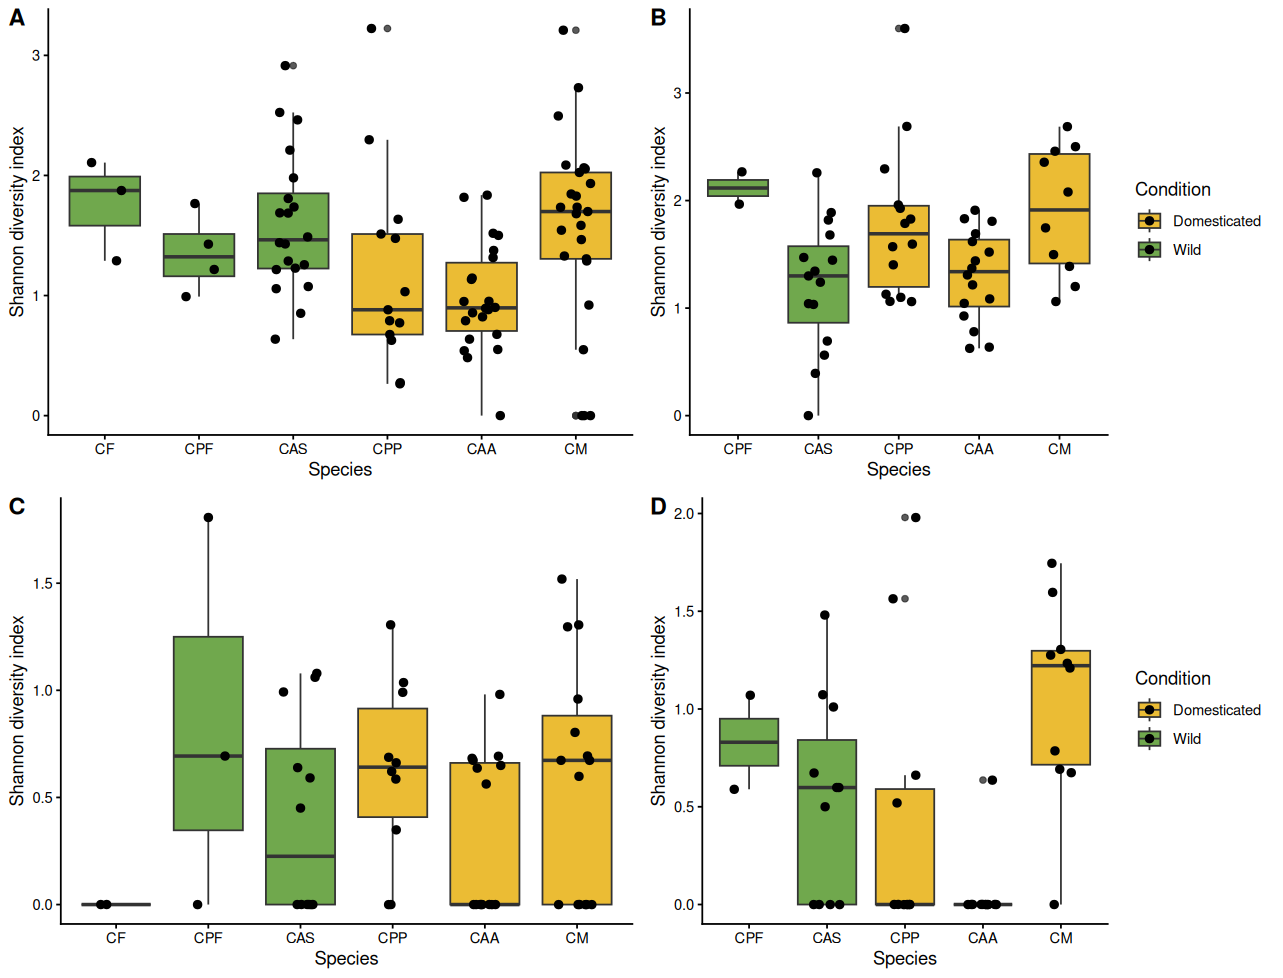 A
Shannon diversity index
3
2
1
0
CF CPF CAS CPP CAA CM
Species
B
Shannon diversity index
3
2
1
0
CPF CAS CPP CAA CM
Species
Condition
Domesticated
Wild
C
Shannon diversity index
1.5
1.0
0.5
0.0
CF CPF CAS CPP CAA CM
Species
D
Shannon diversity index
2.0
1.5
1.0
0.5
0.0
CPF CAS CPP CAA CM
Species
Condition
Domesticated
Wild